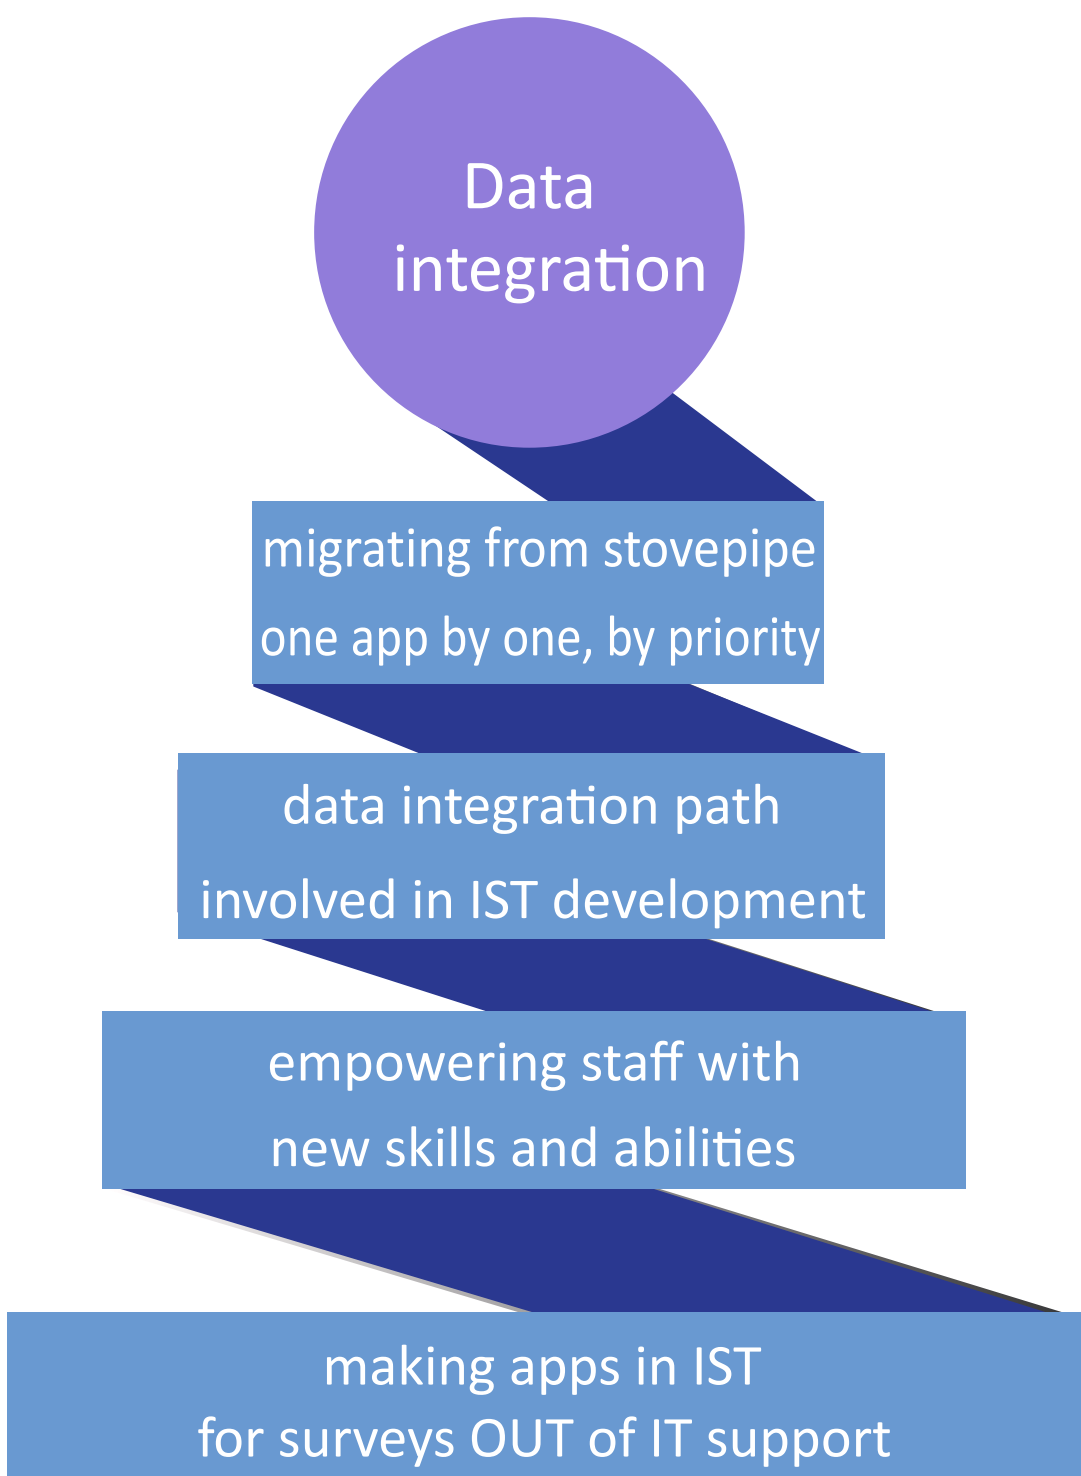 Data
integration
migrating from stovepipe
one app by one, by priority
data integration path
involved in IST development
empowering staff with
new skills and abilities
making apps in IST
for surveys OUT of IT support